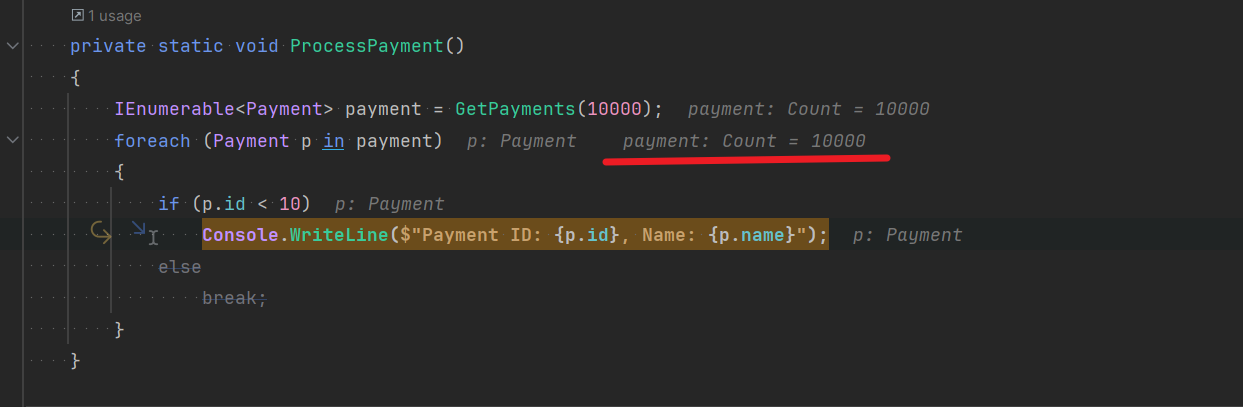 1 usage
private static void ProcessPayment()
{
IEnumerable<Payment> payment = GetPayments(10000); payment: Count = 10000
foreach (Payment p in payment) p: Payment payment: Count = 10000
{
if (p.id < 10) p: Payment
Console.WriteLine($"Payment ID: {p.id}, Name: {p.name}"); p: Payment
else
break;
}
}